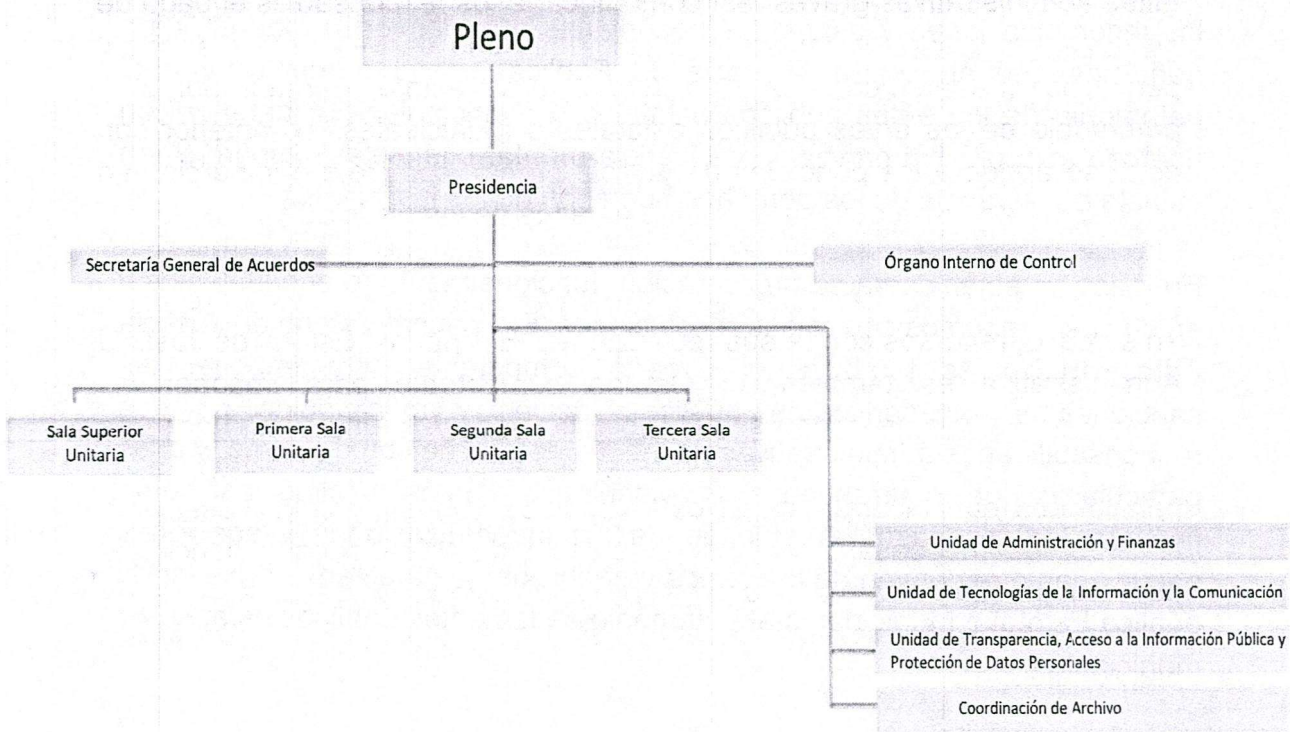 Pleno
Presidencia
Secretaría General de Acuerdos
Órgano Interno de Control
Sala Superior
Unitaria
Primera Sala
Unitaria
Segunda Sala
Unitaria
Tercera Sala
Unitaria
Unidad de Administración y Finanzas
Unidad de Tecnologías de la Información y la Comunicación
Unidad de Transparencia, Acceso a la Información Pública y
Protección de Datos Personales
Coordinación de Archivo